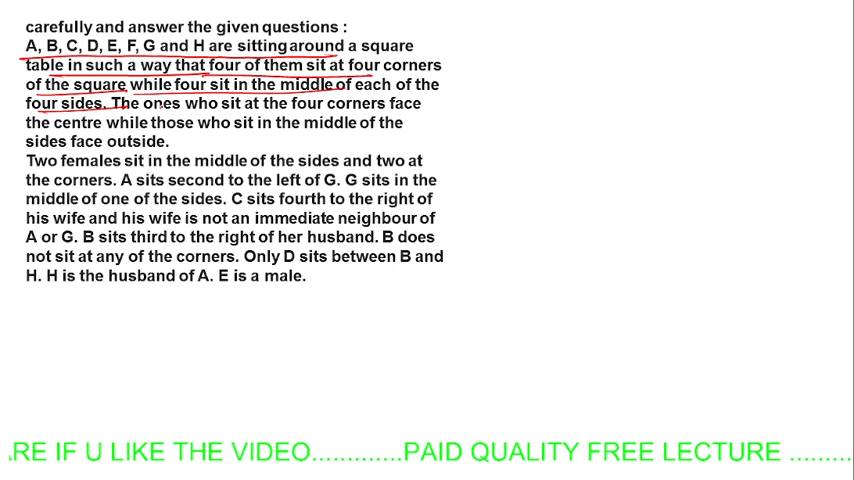 carefully and answer the given questions :
A, B, C, D, E, F, G and H are sitting around a square
table in such a way that four of them sit at four corners
of the square while four sit in the middle of each of the
four sides. The ones who sit at the four corners face
the centre while those who sit in the middle of the
sides face outside.
Two females sit in the middle of the sides and two at
the corners. A sits second to the left of G. G sits in the
middle of one of the sides. C sits fourth to the right of
his wife and his wife is not an immediate neighbour of
A or G. B sits third to the right of her husband. B does
not sit at any of the corners. Only D sits between B and
H. H is the husband of A. E is a male.
RE IF U LIKE THE VIDEO.............PAID QUALITY FREE LECTURE .........